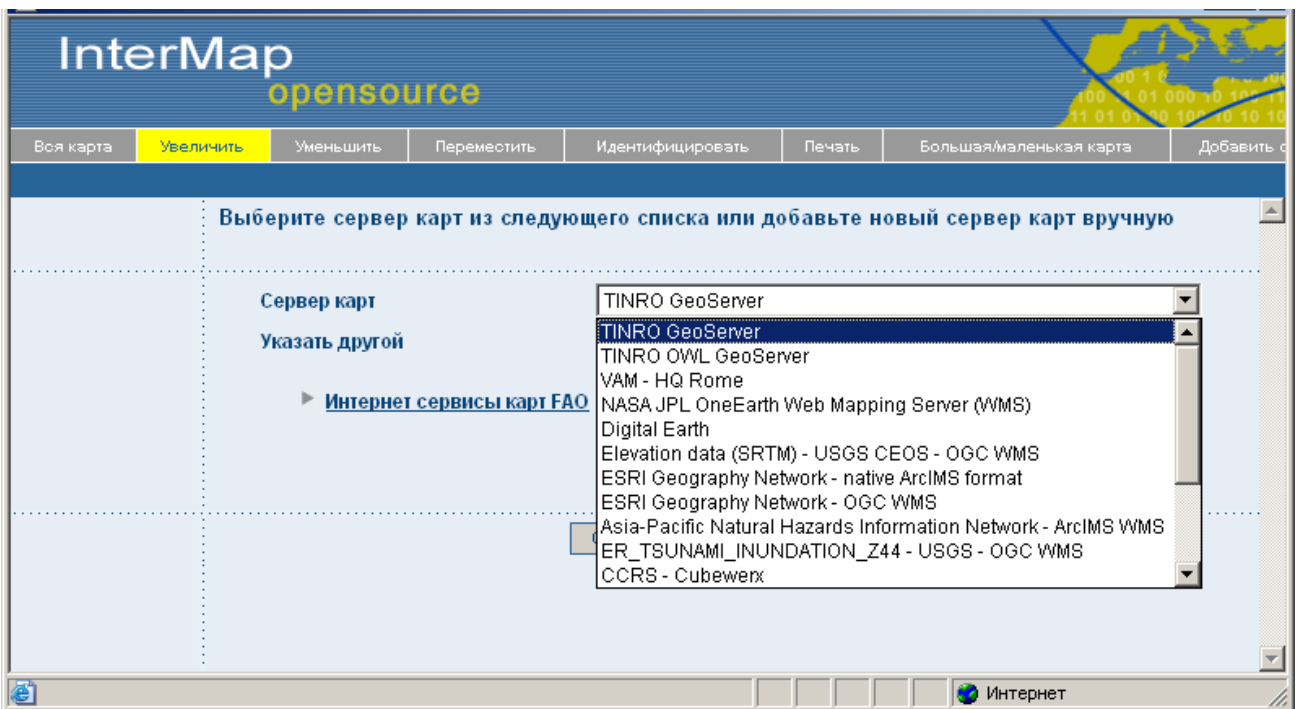 InterMap
opensource
Вся карта Увеличить Уменьшить Переместить Идентифицировать Печать Большая/маленькая карта Добавить
Выберите сервер карт из следующего списка или добавьте новый сервер карт вручную
Сервер карт TINRO GeoServer
TINRO GeoServer
Указать другой
TINRO OWL GeoServer
VAM - HQ Rome
Интернет сервисы карт FAO
NASA JPL OneEarth Web Mapping Server (WMS)
Digital Earth
Elevation data (SRTM) - USGS CEOS - OGC WMS
ESRI Geography Network - native ArcIMS format
ESRI Geography Network - OGC WMS
Asia-Pacific Natural Hazards Information Network - ArcIMS WMS
ER_TSUNAMI_INUNDATION_Z44 - USGS - OGC WMS
CCRS - Cubewerx
Интернет